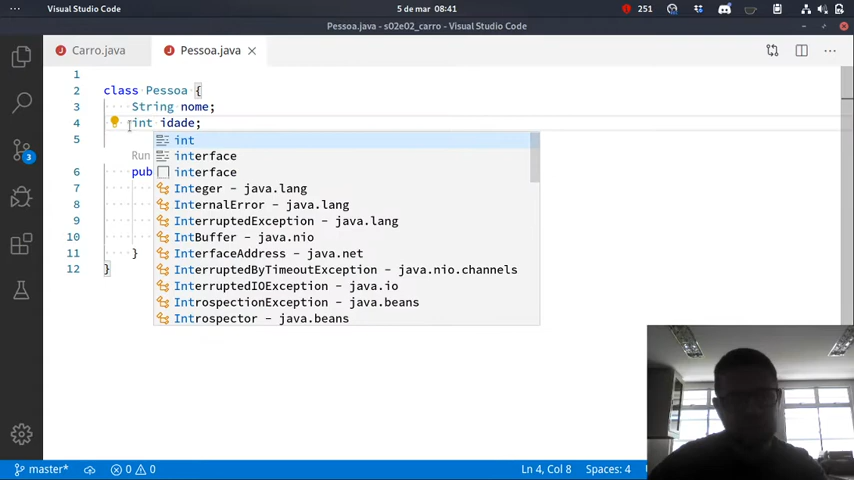 Visual Studio Code
5 de mar 08:41
251
Pessoa.java - s02e02_carro - Visual Studio Code
Carro.java
Pessoa.java
1
2 class Pessoa {
3 String nome;
4 int idade;
5
Run
6 pub
7
8
9
10
11 }
12 }
int
interface
interface
Integer – java.lang
InternalError – java.lang
InterruptedException – java.lang
IntBuffer – java.nio
InterfaceAddress – java.net
InterruptedByTimeoutException – java.nio.channels
InterruptedIOException – java.io
IntrospectionException – java.beans
Introspector – java.beans
3
master*
0 0
Ln 4, Col 8
Spaces: 4